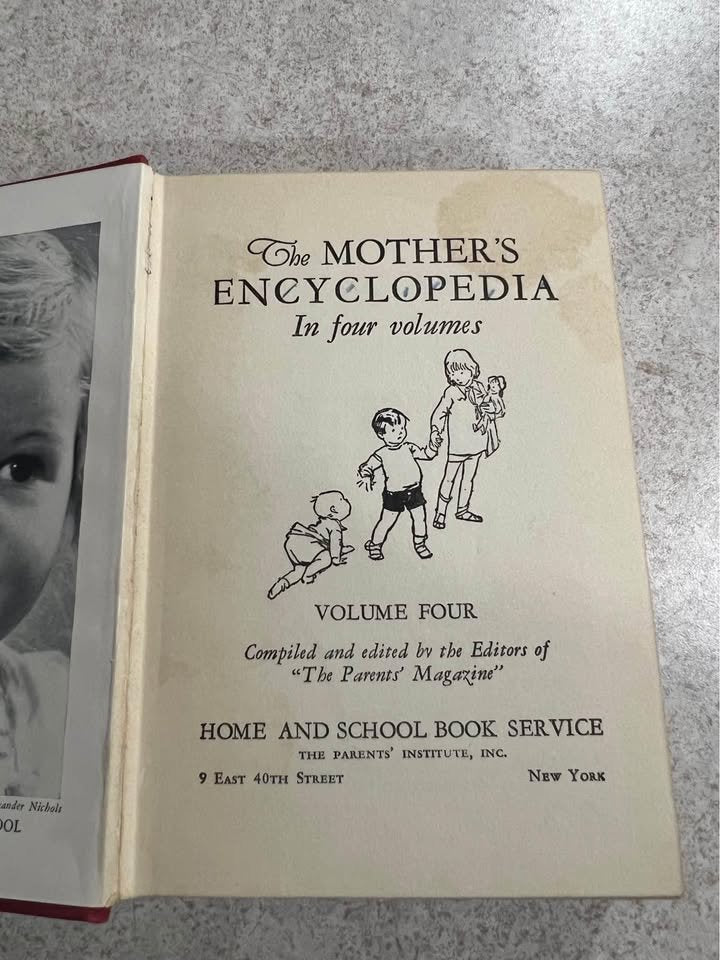 The MOTHER'S
ENCYCLOPEDIA
In four volumes
VOLUME FOUR
Compiled and edited by the Editors of
"The Parents' Magazine"
HOME AND SCHOOL BOOK SERVICE
THE PARENTS' INSTITUTE, INC.
9 EAST 40TH STREET NEW YORK
Nichols